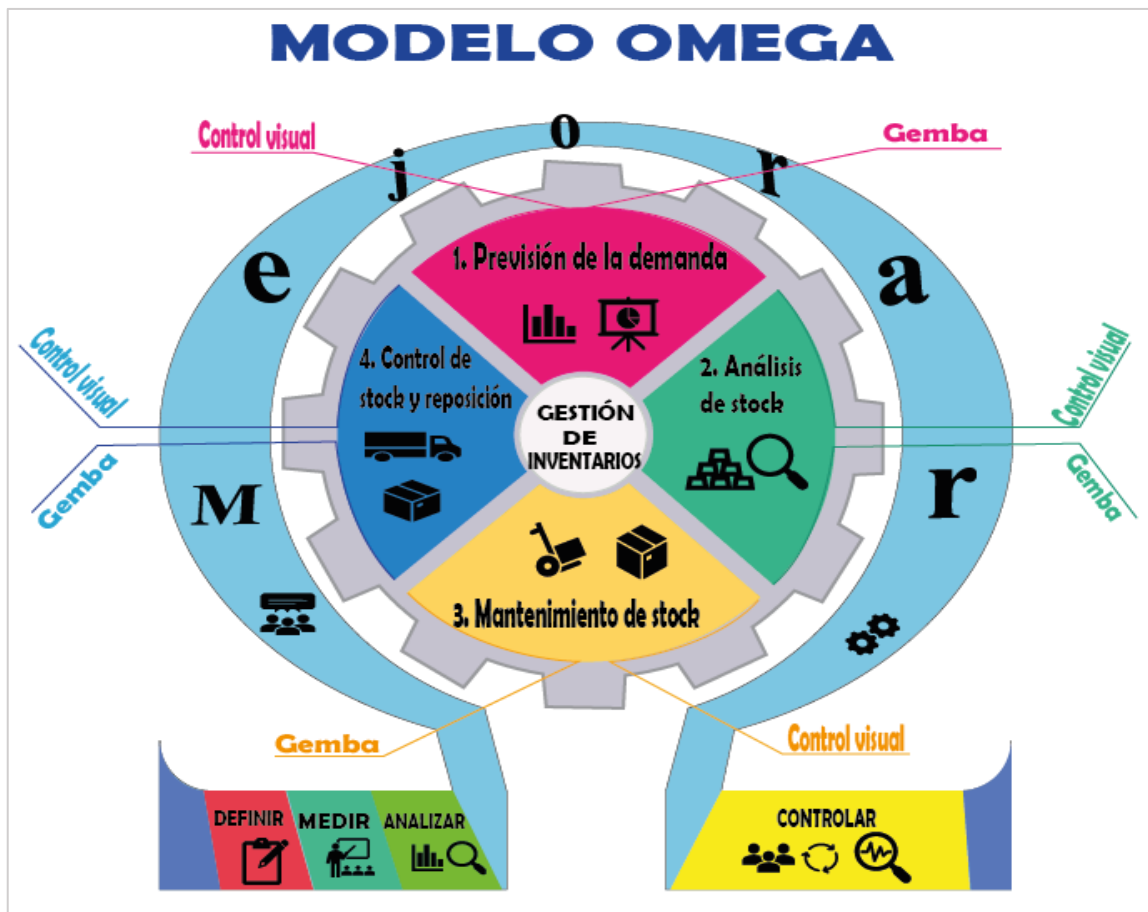 MODELO OMEGA
Control visual
Gemba
Mejorar
1. Previsión de la demanda
4. Control de
stock y reposición
2. Análisis
de stock
GESTIÓN
DE
INVENTARIOS
Control visual
Gemba
Control visual
Gemba
3. Mantenimiento de stock
Gemba
Control visual
DEFINIR
MEDIR
ANALIZAR
CONTROLAR